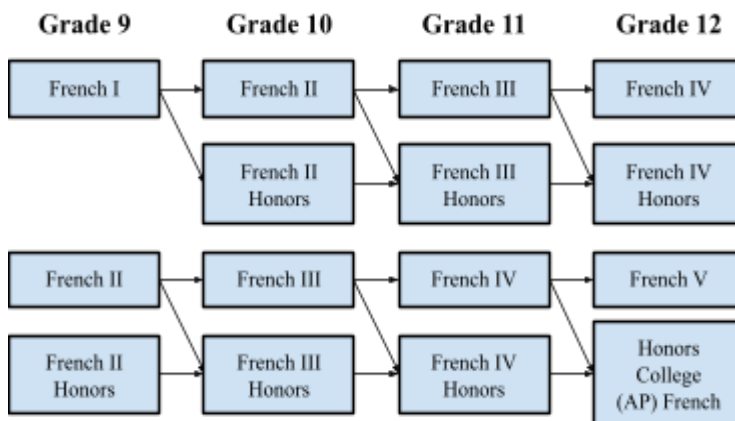 Grade 9 Grade 10 Grade 11 Grade 12
French I French II French III French IV
French II French III French IV
Honors Honors Honors
French II French III French IV French V
French II French III French IV Honors
Honors Honors Honors College
(AP) French